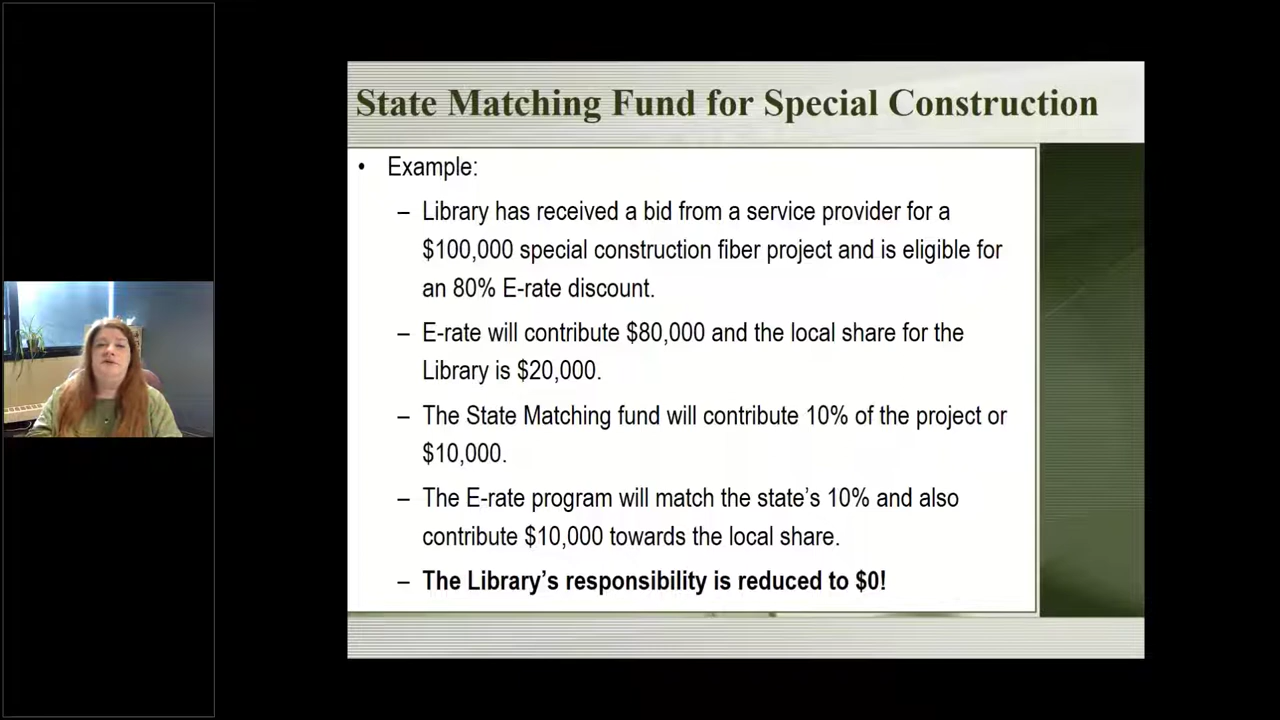 State Matching Fund for Special Construction
• Example:
– Library has received a bid from a service provider for a
$100,000 special construction fiber project and is eligible for
an 80% E-rate discount.
– E-rate will contribute $80,000 and the local share for the
Library is $20,000.
– The State Matching fund will contribute 10% of the project or
$10,000.
– The E-rate program will match the state’s 10% and also
contribute $10,000 towards the local share.
– The Library’s responsibility is reduced to $0!